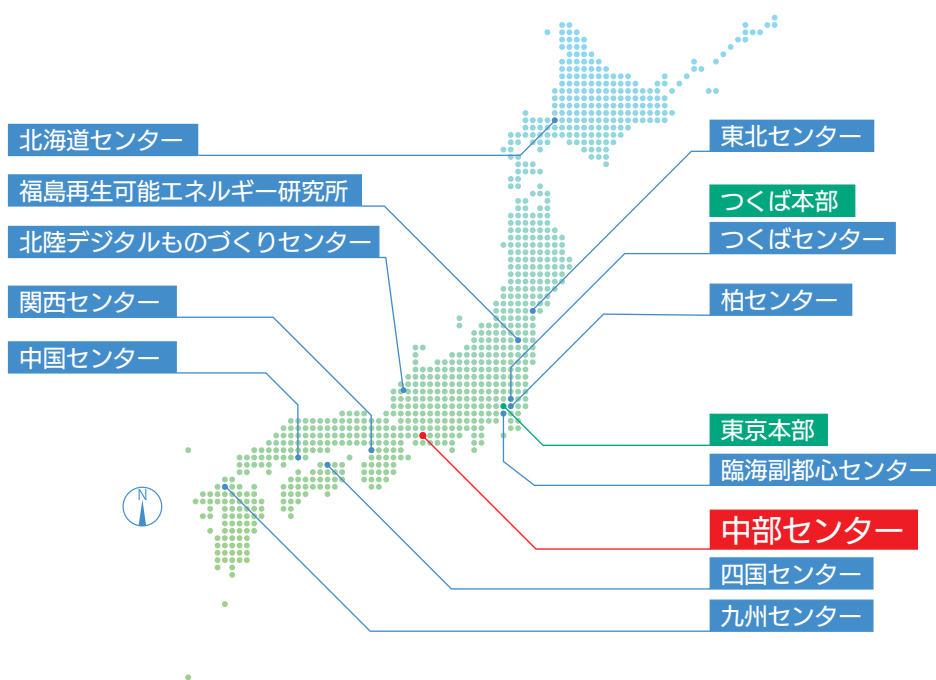 北海道センター
福島再生可能エネルギー研究所
北陸デジタルものづくりセンター
関西センター
中国センター
N
東北センター
つくば本部
つくばセンター
柏センター
東京本部
臨海副都心センター
中部センター
四国センター
九州センター